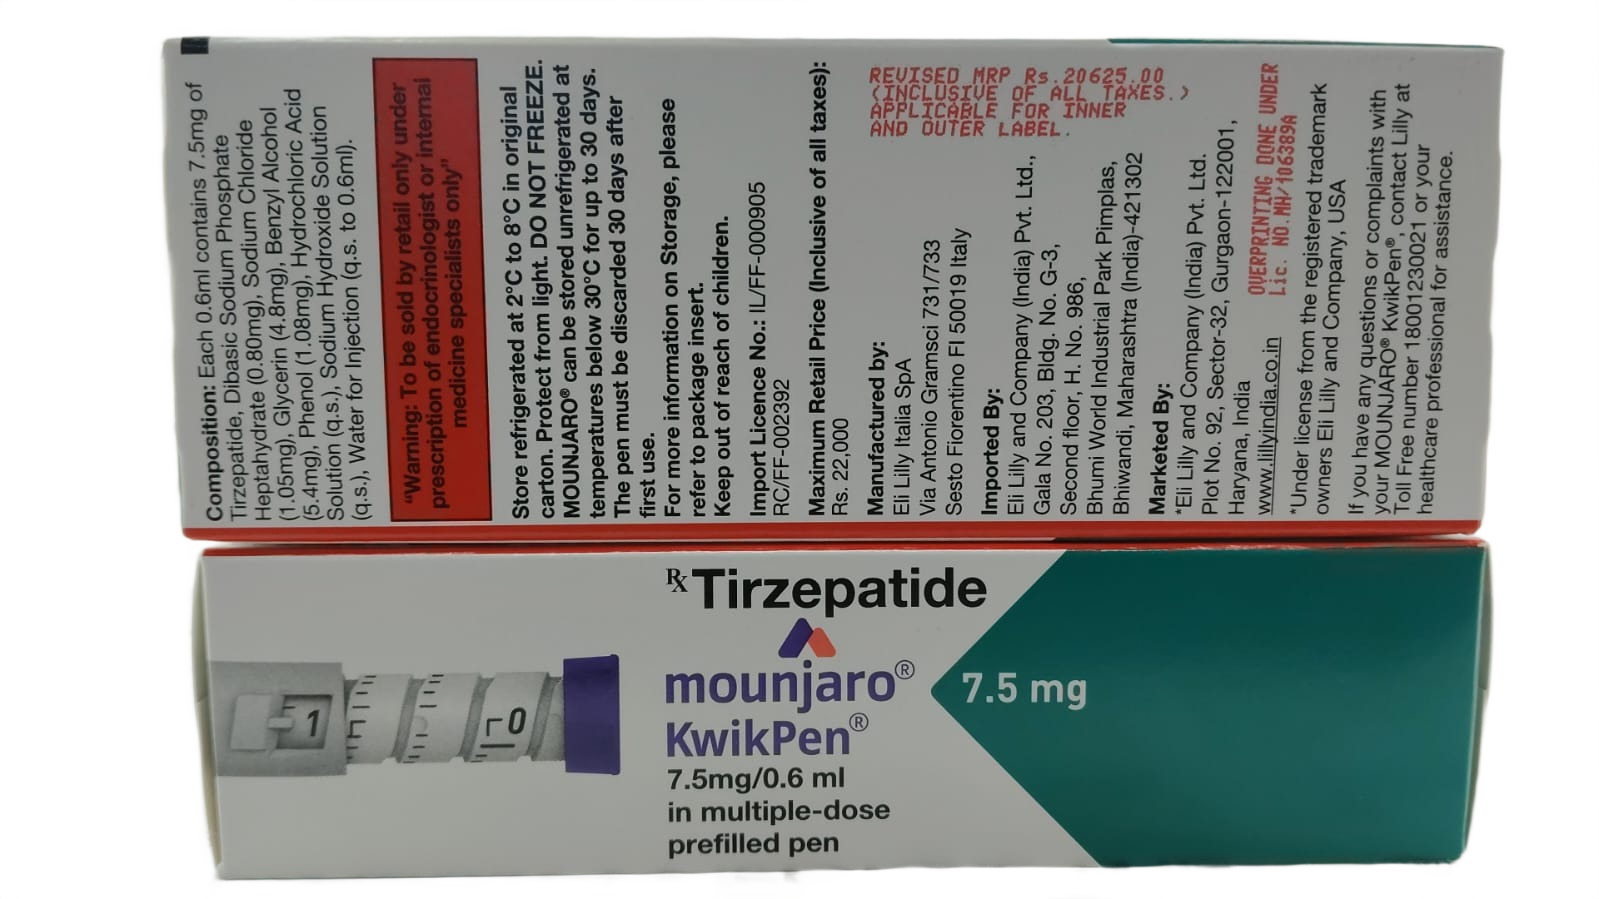 Composition: Each 0.6ml contains 7.5mg of
Tirzepatide, Dibasic Sodium Phosphate
Heptahydrate (0.80mg), Sodium Chloride
(1.05mg), Glycerin (4.8mg), Benzyl Alcohol
(5.4mg), Phenol (1.08mg), Hydrochloric Acid
Solution (q.s.), Sodium Hydroxide Solution
(q.s.), Water for Injection (q.s. to 0.6ml).
“Warning: To be sold by retail only under
prescription of endocrinologist or internal
medicine specialists only”
Store refrigerated at 2°C to 8°C in original
carton. Protect from light. DO NOT FREEZE.
MOUNJARO® can be stored unrefrigerated at
temperatures below 30°C for up to 30 days.
The pen must be discarded 30 days after
first use.
For more information on Storage, please
refer to package insert.
Keep out of reach of children.
Import Licence No.: IL/FF-000905
RC/FF-002392
Maximum Retail Price (Inclusive of all taxes):
Rs. 22,000
REVISED MRP Rs.20625.00
(INCLUSIVE OF ALL TAXES.)
APPLICABLE FOR INNER
AND OUTER LABEL.
Manufactured by:
Eli Lilly Italia SpA
Via Antonio Gramsci 731/733
Sesto Fiorentino FI 50019 Italy
Imported By:
Eli Lilly and Company (India) Pvt. Ltd.,
Gala No. 203, Bldg. No. G-3,
Second floor, H. No. 986,
Bhumi World Industrial Park Pimplas,
Bhiwandi, Maharashtra (India)-421302
Marketed By:
*Eli Lilly and Company (India) Pvt. Ltd.
Plot No. 92, Sector-32, Gurgaon-122001,
Haryana, India
www.lillyindia.co.in
OVERPRINTING DONE UNDER
Lic. NO.MH/106389A
*Under license from the registered trademark
owners Eli Lilly and Company, USA
If you have any questions or complaints with
your MOUNJARO® KwikPen®, contact Lilly at
Toll Free number 18001230021 or your
healthcare professional for assistance.
℞ Tirzepatide
mounjaro®
KwikPen®
7.5mg/0.6 ml
in multiple-dose
prefilled pen
7.5 mg
1
0